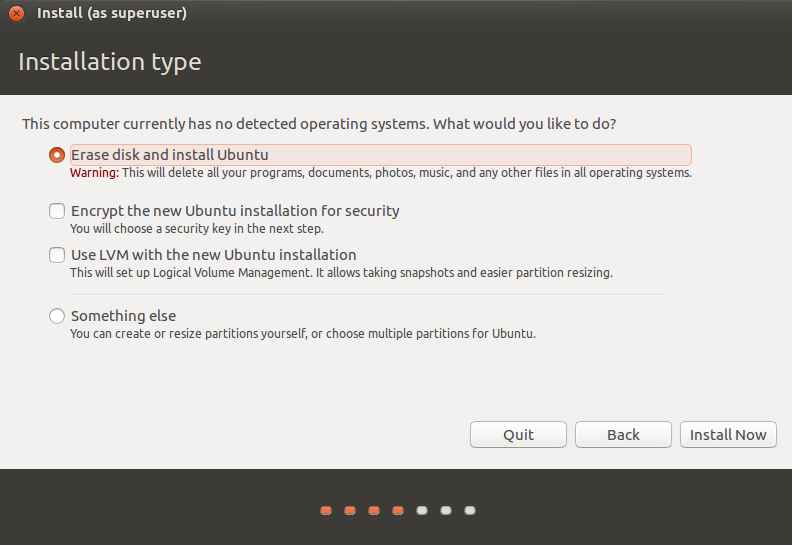 Install (as superuser)
Installation type
This computer currently has no detected operating systems. What would you like to do?
Erase disk and install Ubuntu
Warning: This will delete all your programs, documents, photos, music, and any other files in all operating systems.
Encrypt the new Ubuntu installation for security
You will choose a security key in the next step.
Use LVM with the new Ubuntu installation
This will set up Logical Volume Management. It allows taking snapshots and easier partition resizing.
Something else
You can create or resize partitions yourself, or choose multiple partitions for Ubuntu.
Quit Back Install Now